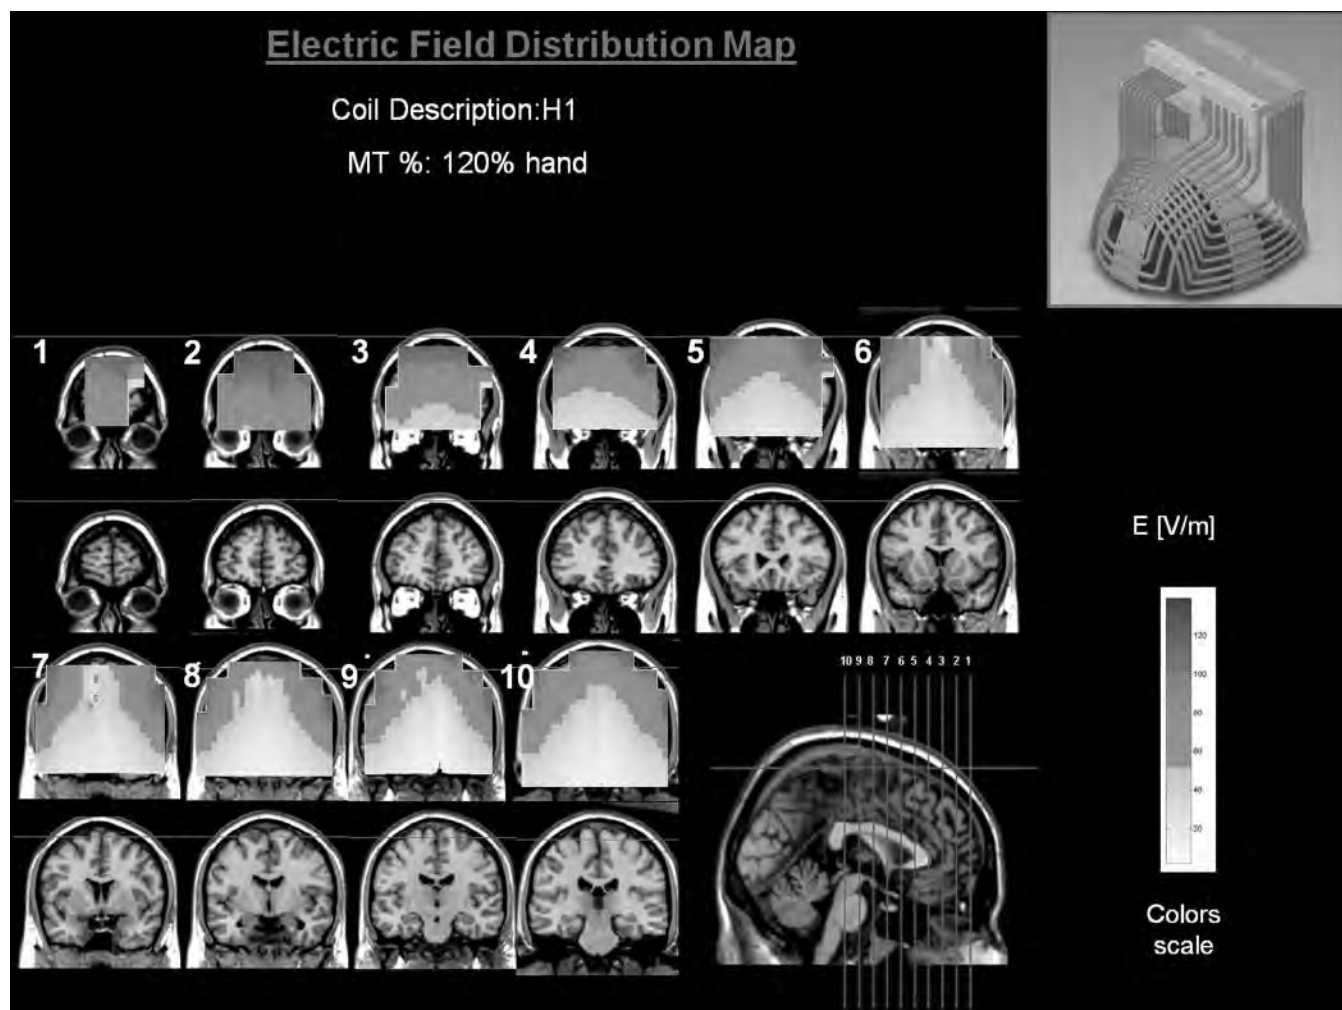 Electric Field Distribution Map
Coil Description:H1
MT %: 120% hand
1 2 3 4 5 6
E [V/m]
7 8 9 10
10 9 8 7 6 5 4 3 2 1
120
100
80
60
40
20
Colors
scale